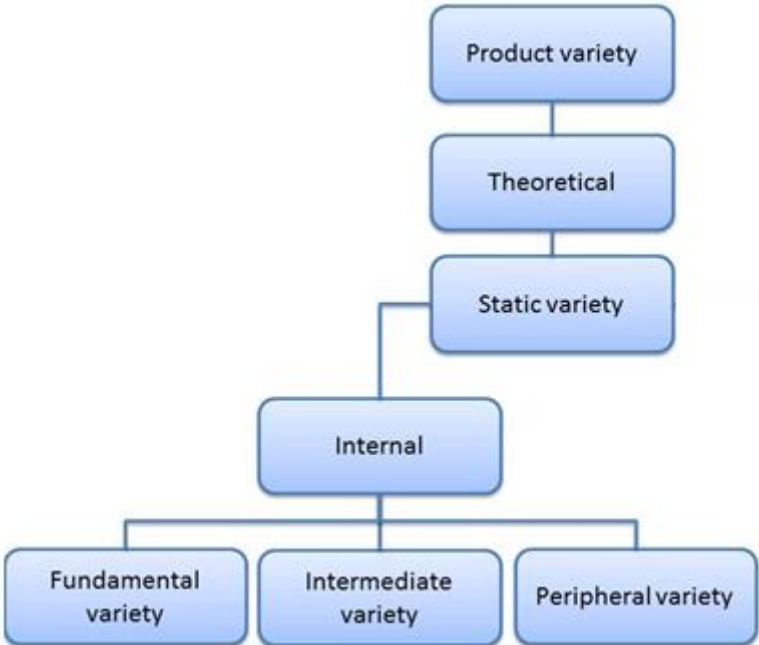 Product variety
Theoretical
Static variety
Internal
Fundamental
variety
Intermediate
variety
Peripheral variety